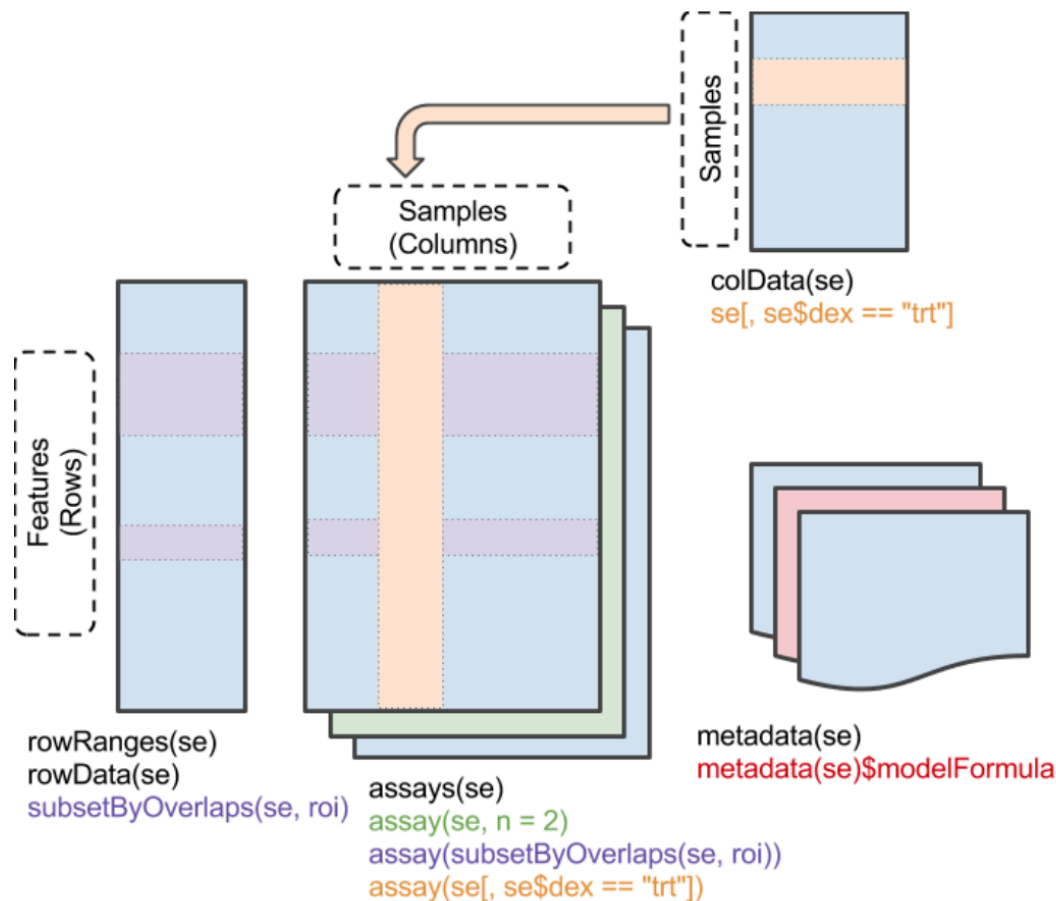 Samples
Samples
(Columns)
colData(se)
se[, se$dex == "trt"]
Features
(Rows)
rowRanges(se)
rowData(se)
subsetByOverlaps(se, roi)
assays(se)
assay(se, n = 2)
assay(subsetByOverlaps(se, roi))
assay(se[, se$dex == "trt"])
metadata(se)
metadata(se)$modelFormula